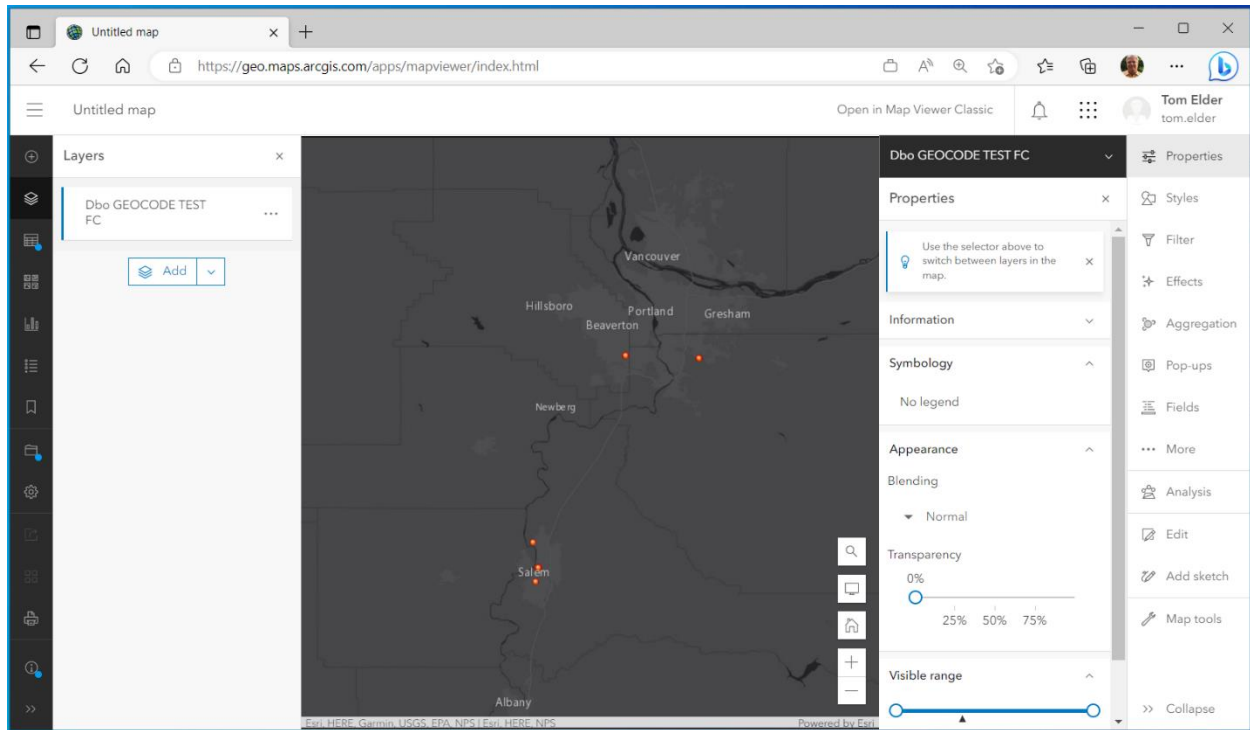 Untitled map
https://geo.maps.arcgis.com/apps/mapviewer/index.html
Untitled map
Open in Map Viewer Classic
Tom Elder
tom.elder
Layers
Dbo GEOCODE TEST
FC
Add
Vancouver
Hillsboro
Portland
Gresham
Beaverton
Newberg
Salem
Albany
Esri, HERE, Garmin, USGS, EPA, NPS | Esri, HERE, NPS
Powered by Esri
Dbo GEOCODE TEST FC
Properties
Use the selector above to
switch between layers in the
map.
Information
Symbology
No legend
Appearance
Blending
Normal
Transparency
0%
25% 50% 75%
Visible range
Properties
Styles
Filter
Effects
Aggregation
Pop-ups
Fields
More
Analysis
Edit
Add sketch
Map tools
Collapse